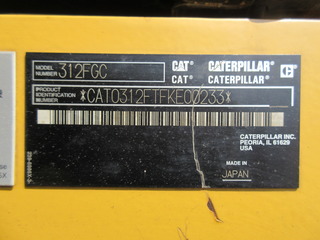 MODEL NUMBER 312FGC
CAT CATERPILLAR
CAT CATERPILLAR
PRODUCT IDENTIFICATION NUMBER *CAT0312FTFKE00233*
CATERPILLAR INC.
PEORIA, IL 61629
USA
MADE IN
JAPAN